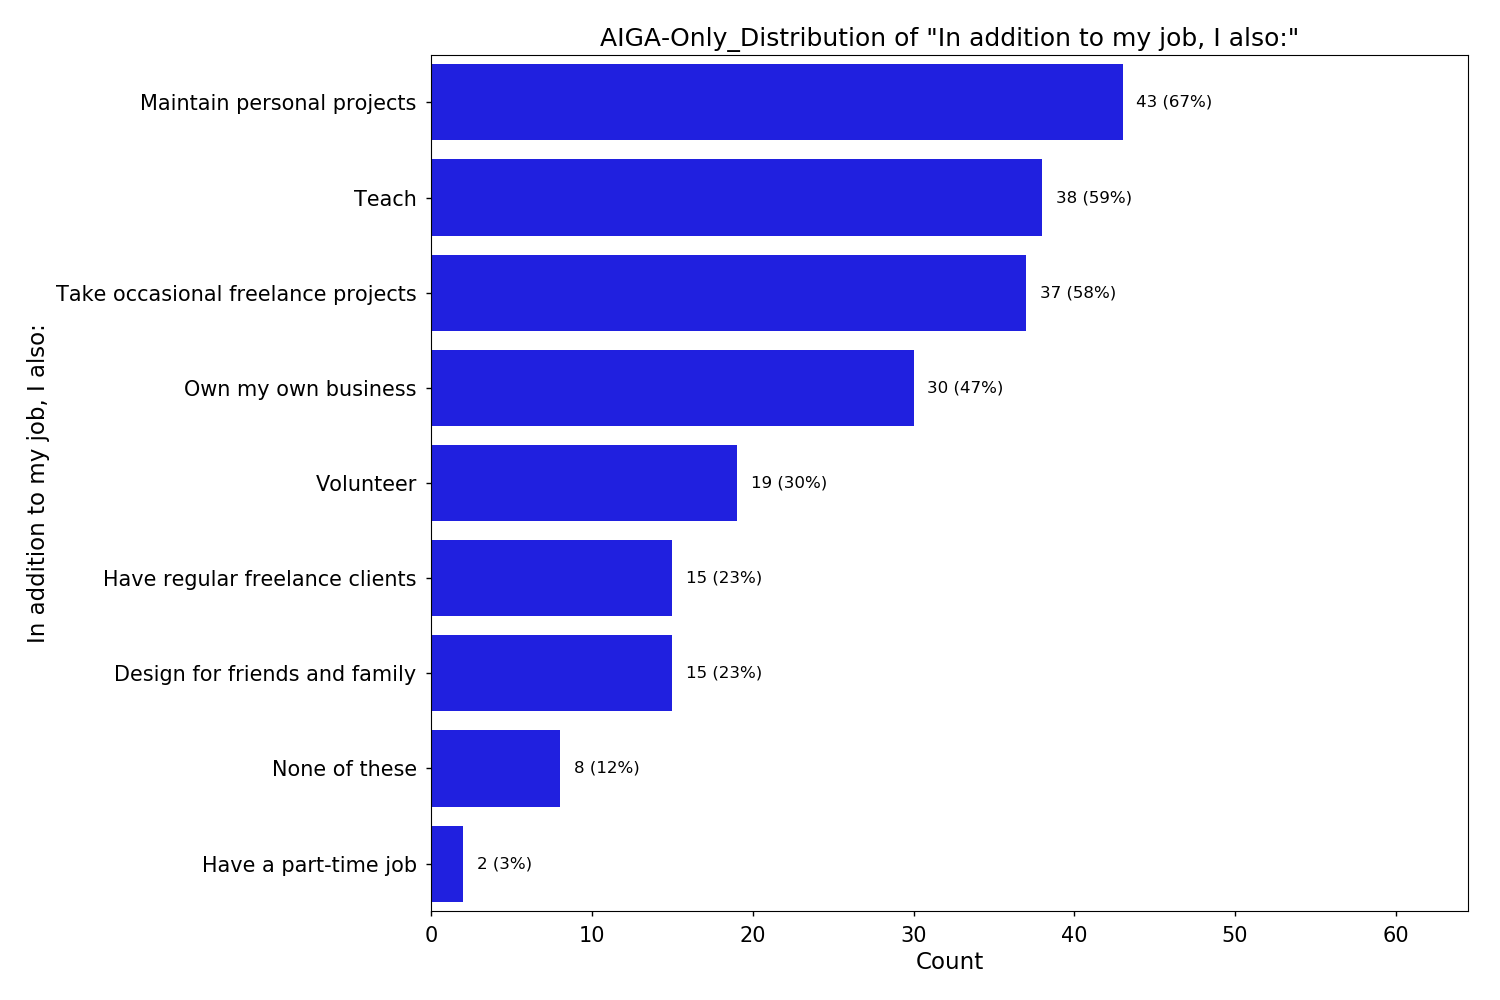 AIGA-Only_Distribution of "In addition to my job, I also:"
In addition to my job, I also:
Maintain personal projects 43 (67%)
Teach 38 (59%)
Take occasional freelance projects 37 (58%)
Own my own business 30 (47%)
Volunteer 19 (30%)
Have regular freelance clients 15 (23%)
Design for friends and family 15 (23%)
None of these 8 (12%)
Have a part-time job 2 (3%)
0 10 20 30 40 50 60
Count